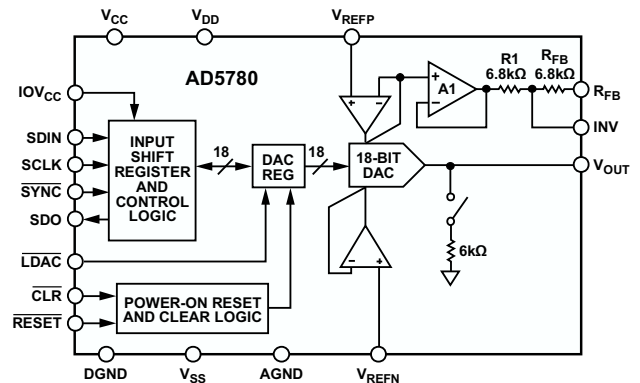 VCC
VDD
VREFP
AD5780
IOVCC
SDIN
SCLK
SYNC
SDO
LDAC
CLR
RESET
INPUT
SHIFT
REGISTER
AND
CONTROL
LOGIC
18
DAC
REG
18
18-BIT
DAC
A1
R1
6.8kΩ
RFB
6.8kΩ
RFB
INV
VOUT
6kΩ
POWER-ON RESET
AND CLEAR LOGIC
DGND
VSS
AGND
VREFN